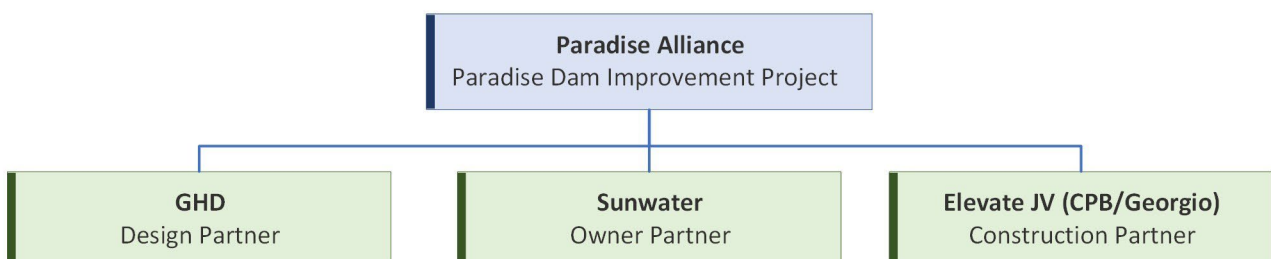 Paradise Alliance
Paradise Dam Improvement Project
GHD
Design Partner
Sunwater
Owner Partner
Elevate JV (CPB/Georgio)
Construction Partner